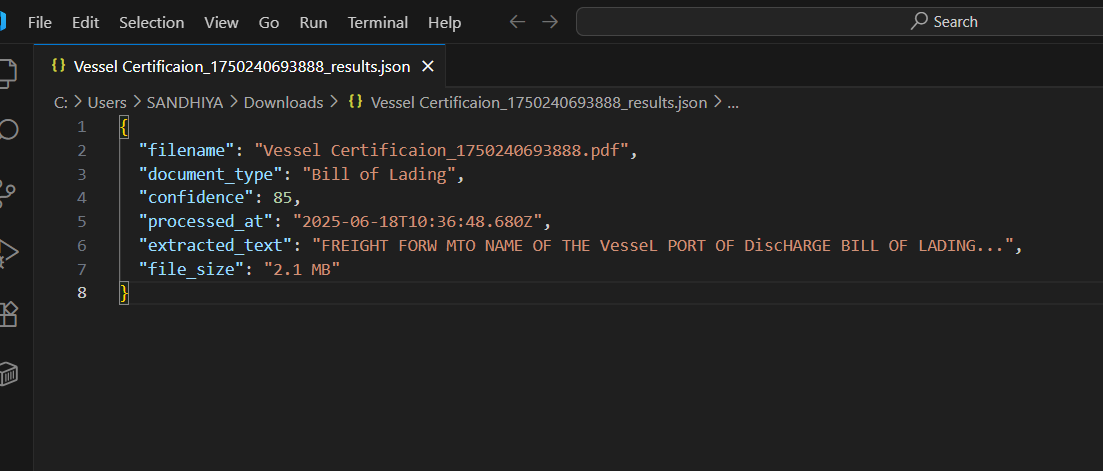 File Edit Selection View Go Run Terminal Help Search
{} Vessel Certificaion_1750240693888_results.json ×
C: > Users > SANDHIYA > Downloads > {} Vessel Certificaion_1750240693888_results.json > ...
1 {
2 "filename": "Vessel Certificaion_1750240693888.pdf",
3 "document_type": "Bill of Lading",
4 "confidence": 85,
5 "processed_at": "2025-06-18T10:36:48.680Z",
6 "extracted_text": "FREIGHT FORW MTO NAME OF THE VesseL PORT OF DiscHARGE BILL OF LADING...",
7 "file_size": "2.1 MB"
8 }